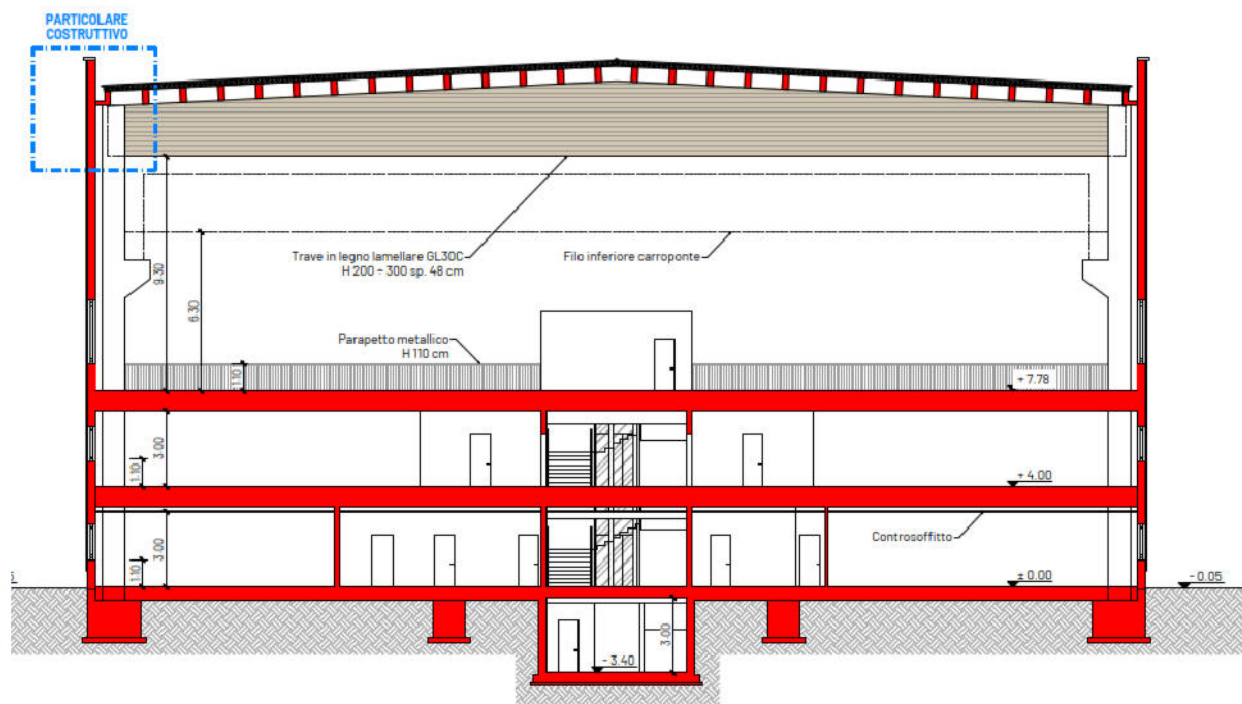 PARTICOLARE
COSTRUTTIVO
Trave in legno lamellare GL30C
H 200 ÷ 300 sp. 48 cm
Filo inferiore carroponte
9.30
6.30
Parapetto metallico
H 110 cm
1.10
+ 7.78
3.00
1.10
+ 4.00
Controsoffitto
3.00
1.10
± 0.00
- 0.05
3.00
- 3.40